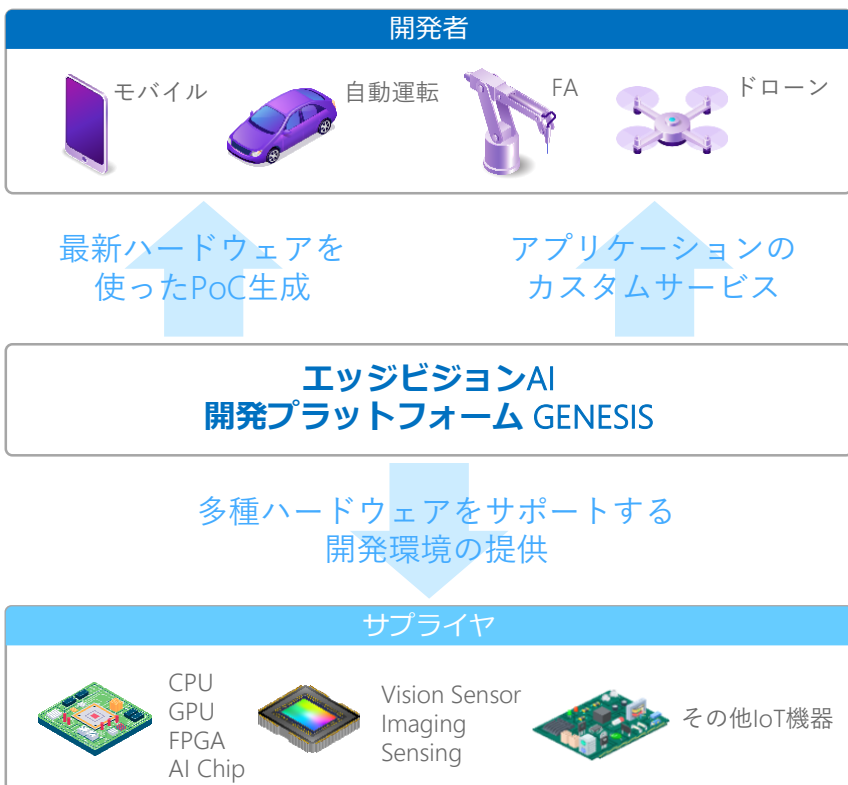 開発者
モバイル
自動運転
FA
ドローン
最新ハードウェアを
使ったPoC生成
アプリケーションの
カスタムサービス
エッジビジョンAI
開発プラットフォーム GENESIS
多種ハードウェアをサポートする
開発環境の提供
サプライヤ
CPU
GPU
FPGA
AI Chip
Vision Sensor
Imaging
Sensing
その他IoT機器